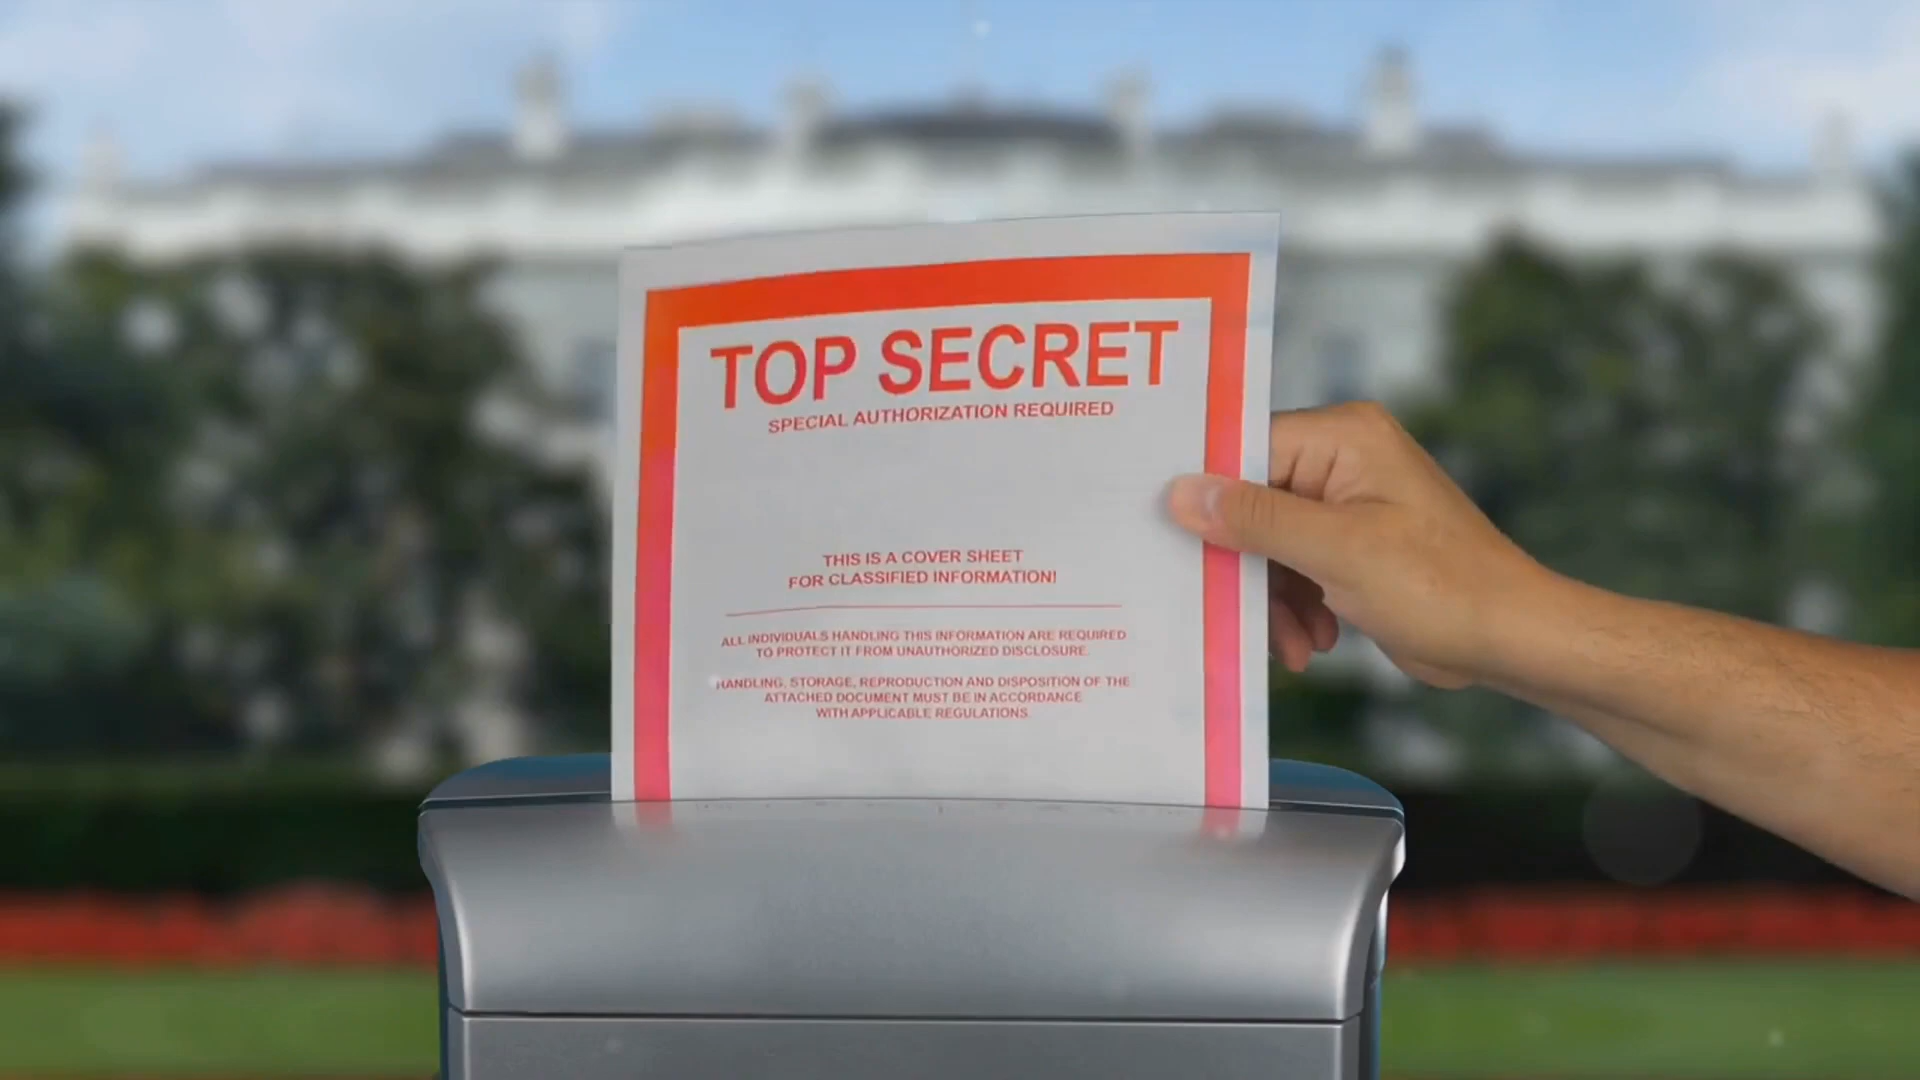 TOP SECRET
SPECIAL AUTHORIZATION REQUIRED
THIS IS A COVER SHEET
FOR CLASSIFIED INFORMATION!
ALL INDIVIDUALS HANDLING THIS INFORMATION ARE REQUIRED
TO PROTECT IT FROM UNAUTHORIZED DISCLOSURE.
HANDLING, STORAGE, REPRODUCTION AND DISPOSITION OF THE
ATTACHED DOCUMENT MUST BE IN ACCORDANCE
WITH APPLICABLE REGULATIONS.